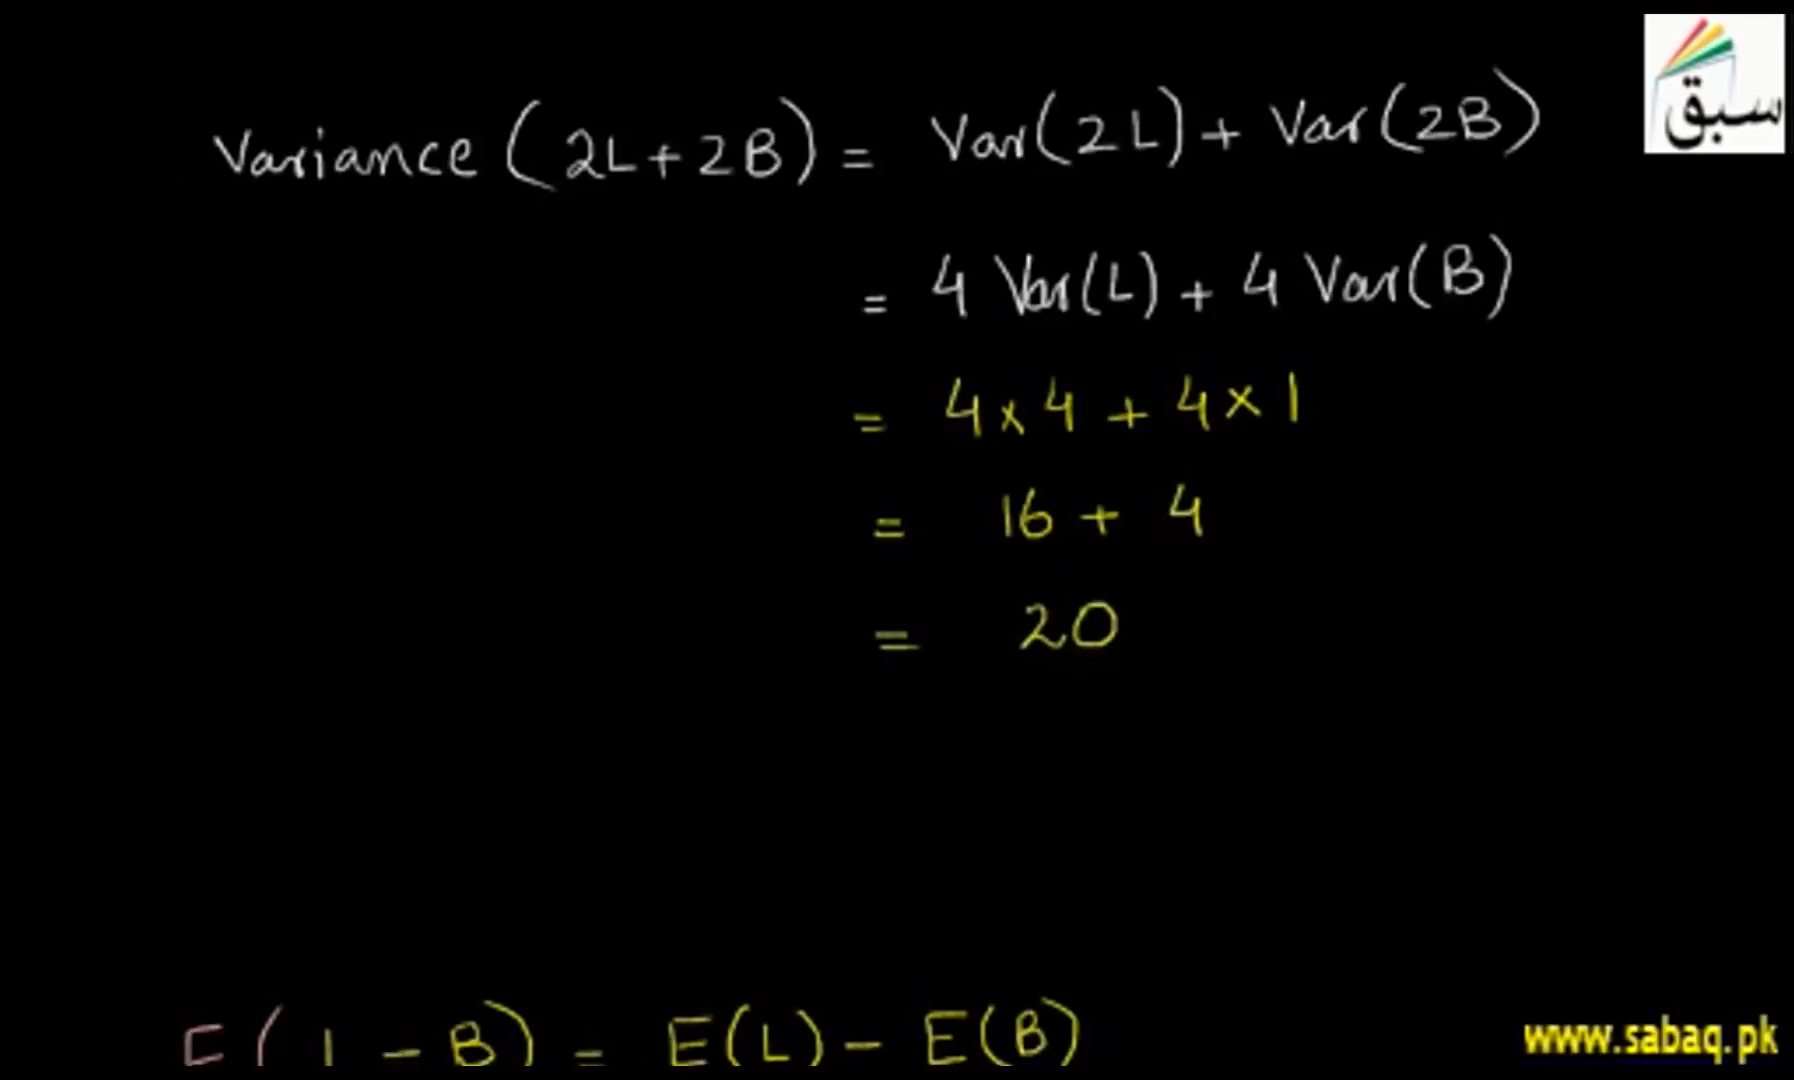 سبق
Variance (2L+2B) = Var(2L) + Var(2B)
= 4 Var(L) + 4 Var(B)
= 4 × 4 + 4 × 1
= 16 + 4
= 20
E(L - B) = E(L) - E(B)
www.sabaq.pk